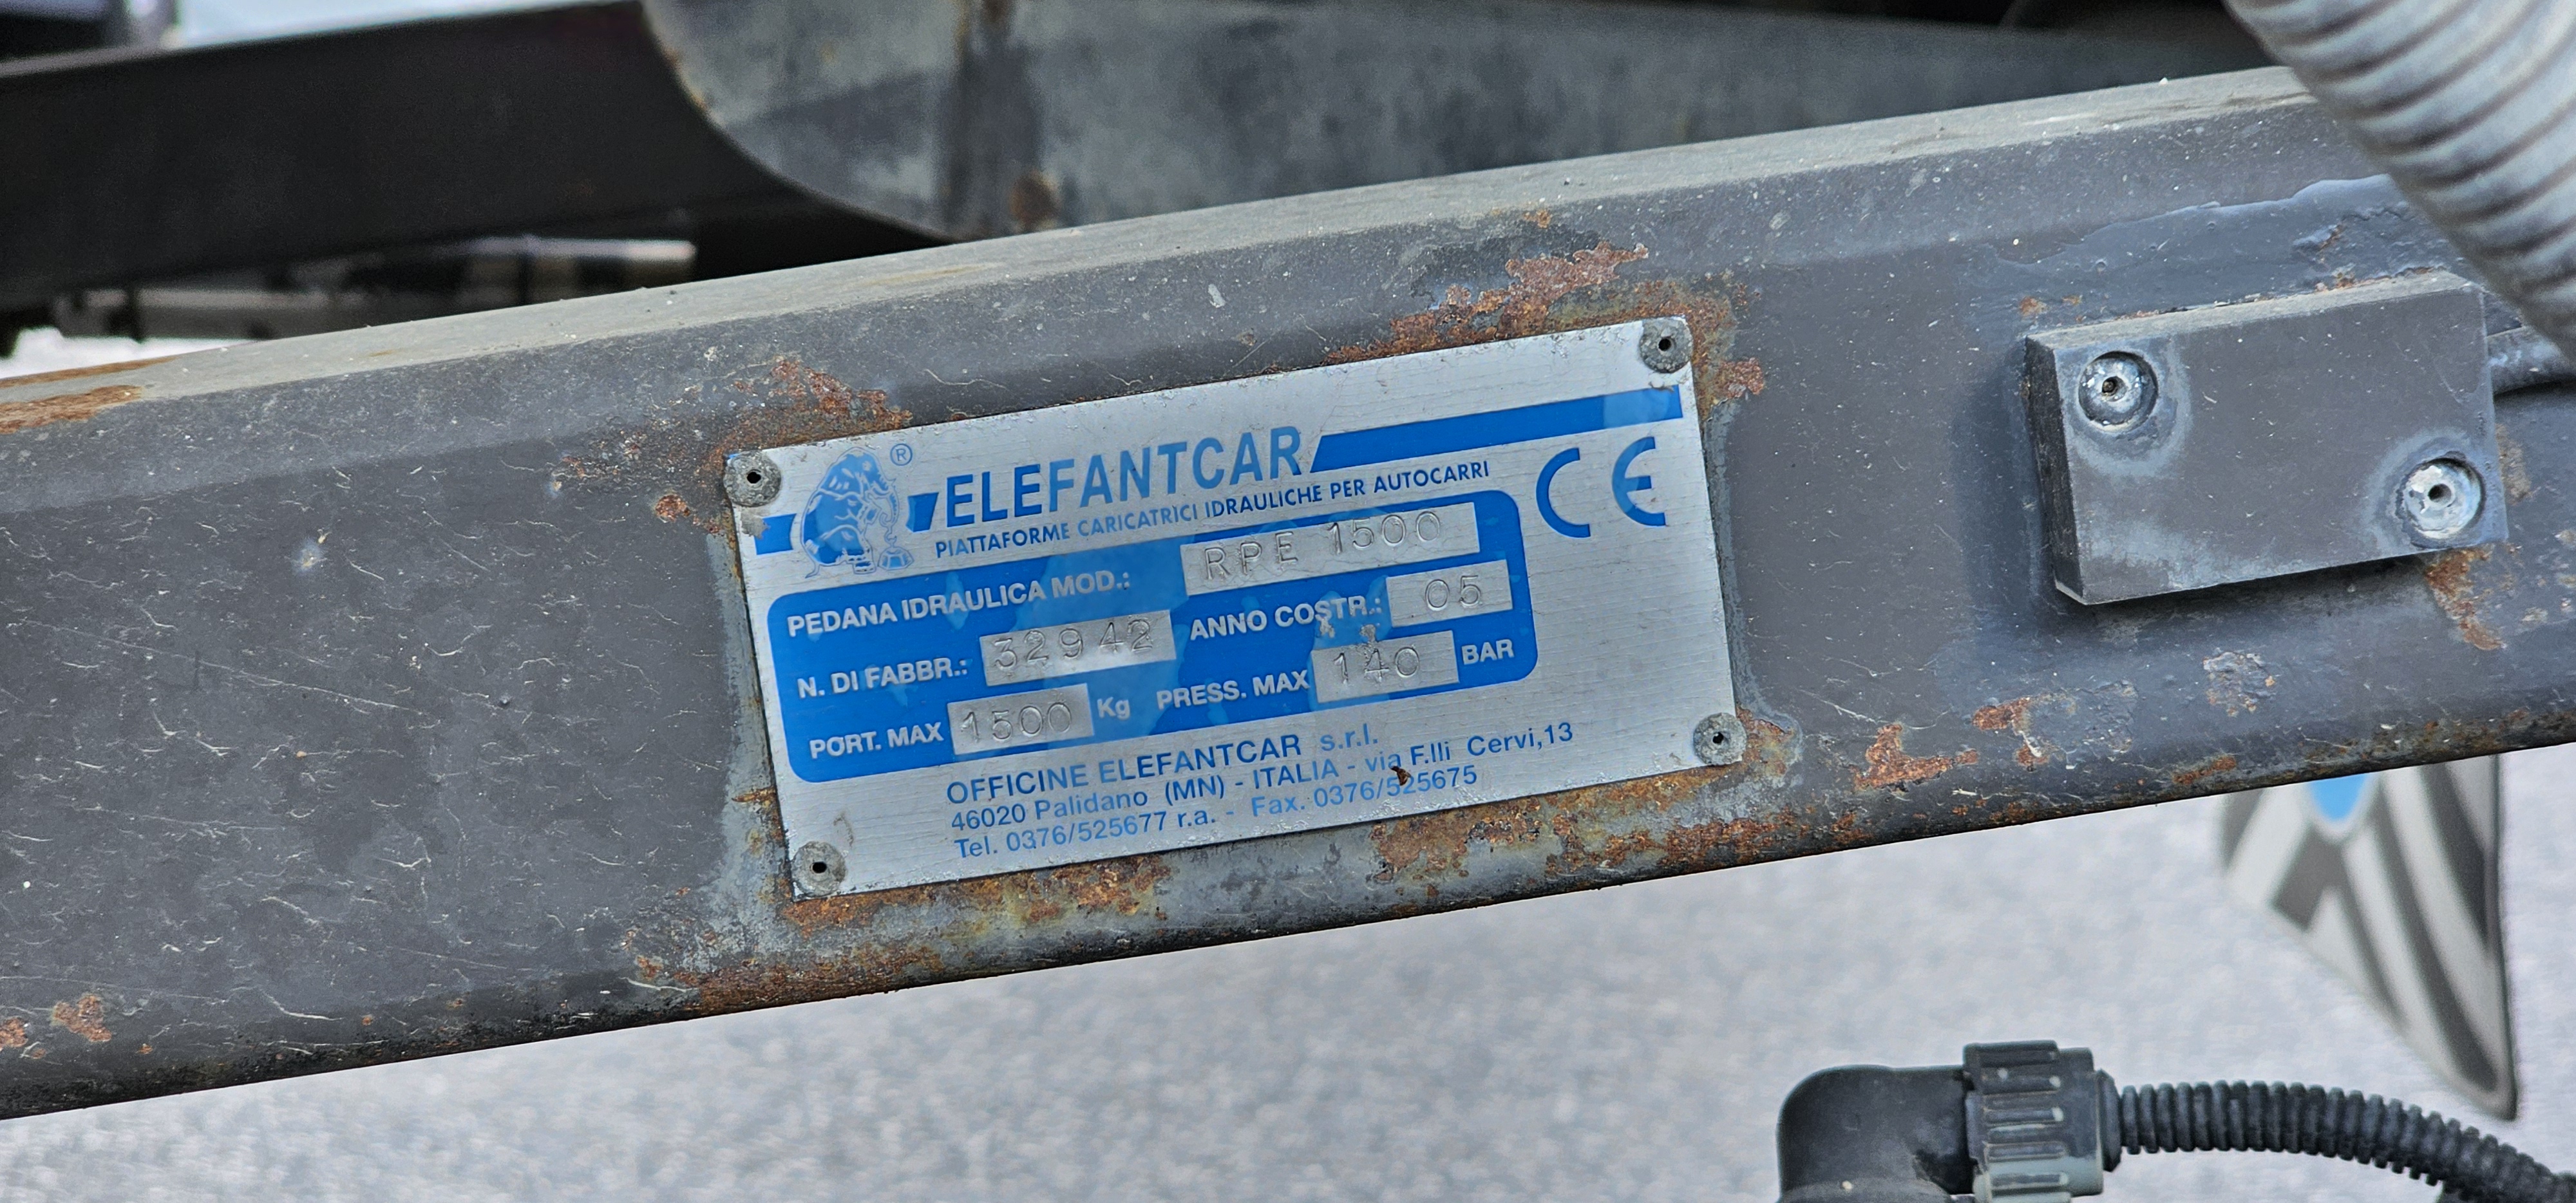 ®
ELEFANTCAR
PIATTAFORME CARICATRICI IDRAULICHE PER AUTOCARRI
CE
PEDANA IDRAULICA MOD.: RPE 1500
N. DI FABBR.: 32942 ANNO COSTR.: 05
PORT. MAX 1500 Kg PRESS. MAX 140 BAR
OFFICINE ELEFANTCAR s.r.l.
46020 Palidano (MN) - ITALIA - via F.lli Cervi,13
Tel. 0376/525677 r.a. - Fax. 0376/525675